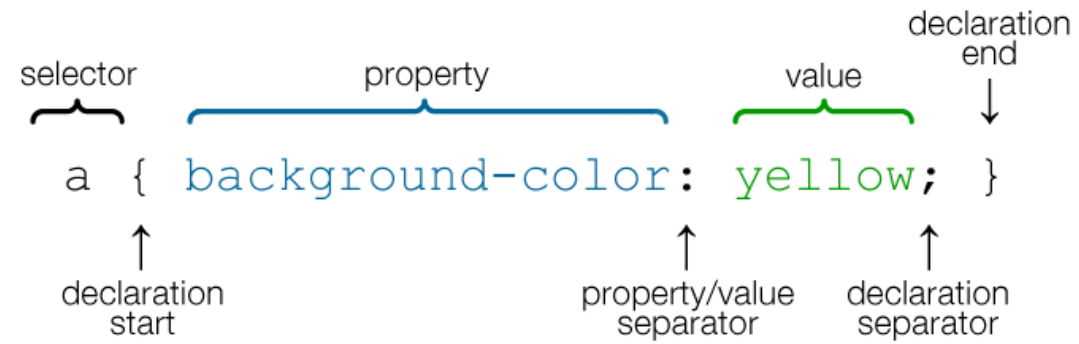 declaration
end
selector
property
value
a { background-color: yellow; }
declaration
start
property/value
separator
declaration
separator